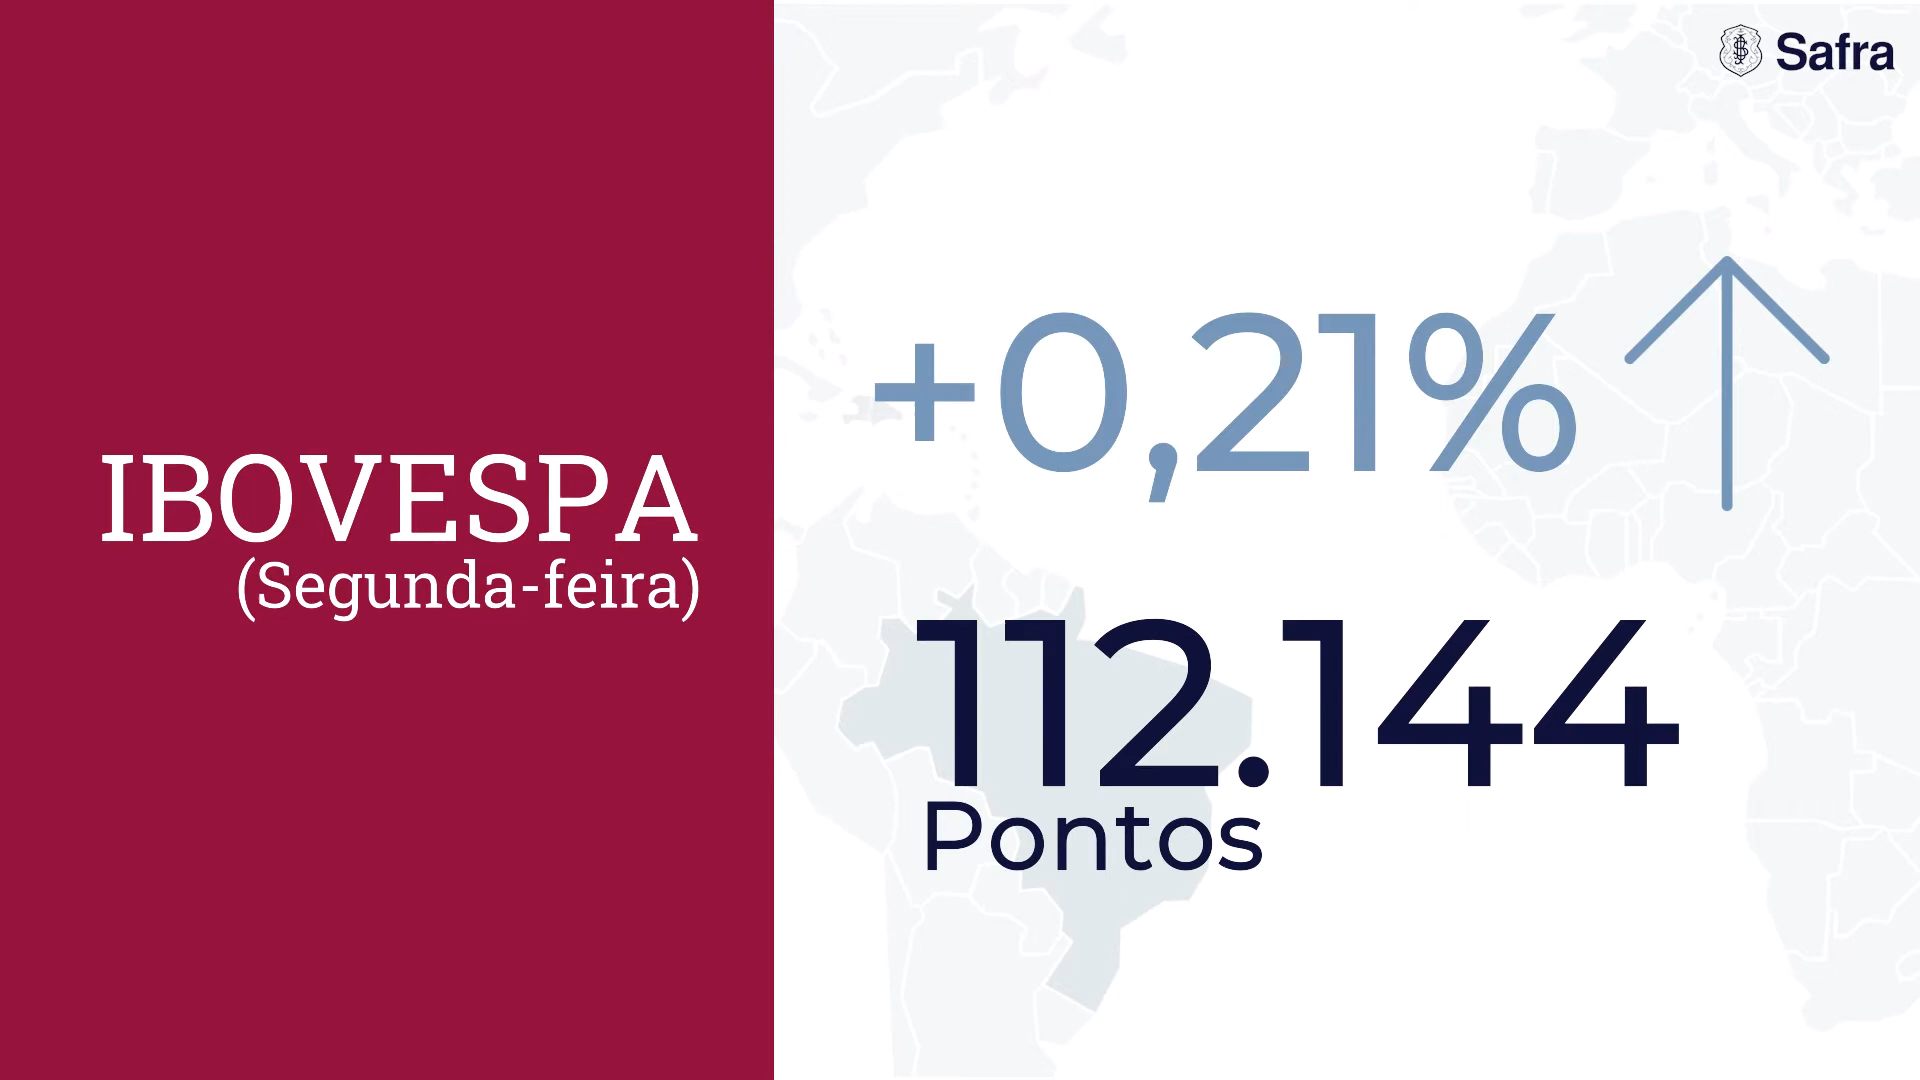 Safra
IBOVESPA
(Segunda-feira)
+0,21%
112.144
Pontos